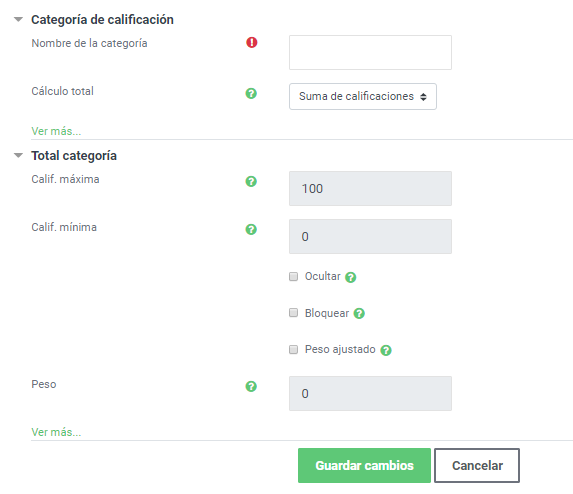 Categoría de calificación
Nombre de la categoría
Cálculo total
Suma de calificaciones
Ver más...
Total categoría
Calif. máxima
100
Calif. mínima
0
Ocultar
Bloquear
Peso ajustado
Peso
0
Ver más...
Guardar cambios
Cancelar